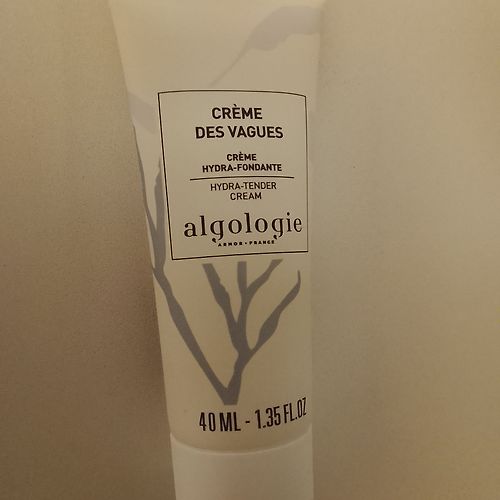 CRÈME
DES VAGUES
CRÈME
HYDRA-FONDANTE
HYDRA-TENDER
CREAM
algologie
ARMOR • FRANCE
40 ML - 1.35 FL.OZ